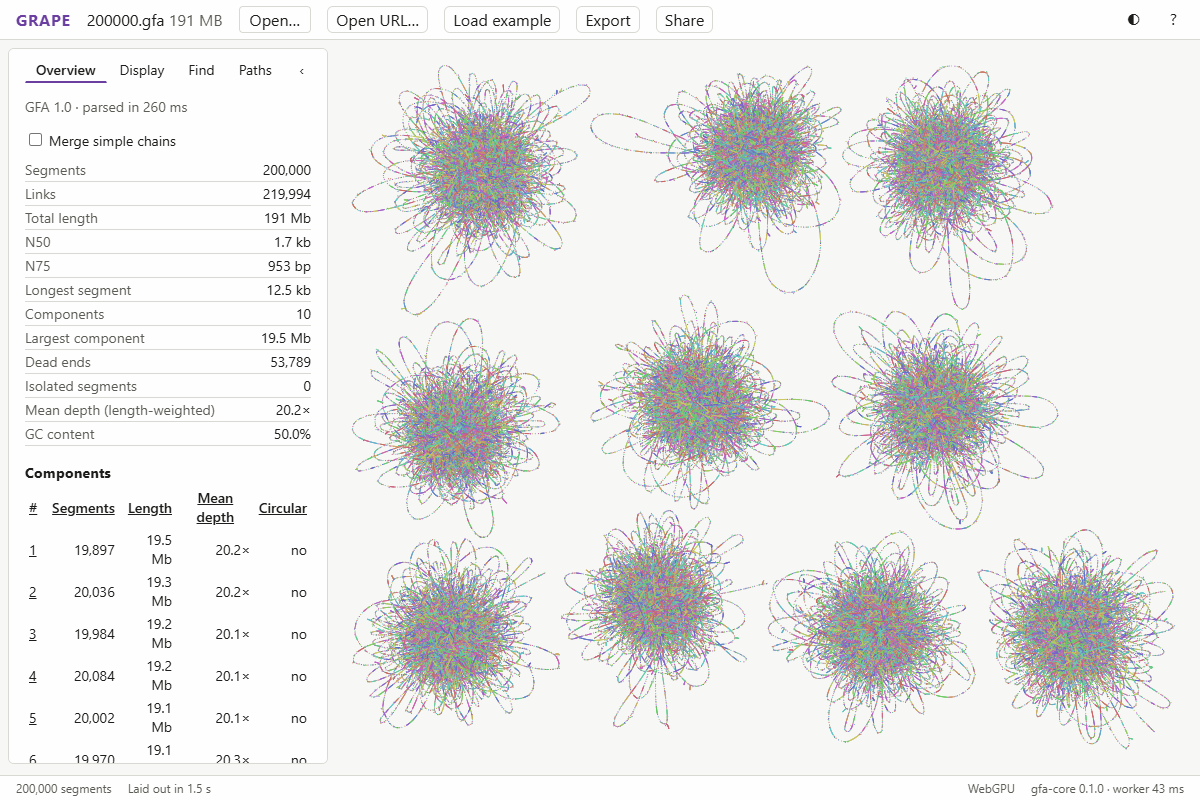 GRAPE 200000.gfa 191 MB Open... Open URL... Load example Export Share ?
Overview Display Find Paths ‹
GFA 1.0 · parsed in 260 ms
Merge simple chains
Segments 200,000
Links 219,994
Total length 191 Mb
N50 1.7 kb
N75 953 bp
Longest segment 12.5 kb
Components 10
Largest component 19.5 Mb
Dead ends 53,789
Isolated segments 0
Mean depth (length-weighted) 20.2×
GC content 50.0%
Components
# Segments Length Mean depth Circular
1 19,897 19.5 Mb 20.2× no
2 20,036 19.3 Mb 20.2× no
3 19,984 19.2 Mb 20.1× no
4 20,084 19.2 Mb 20.1× no
5 20,002 19.1 Mb 20.1× no
6 19,970 19.1 20.3× no
200,000 segments Laid out in 1.5 s WebGPU gfa-core 0.1.0 · worker 43 ms